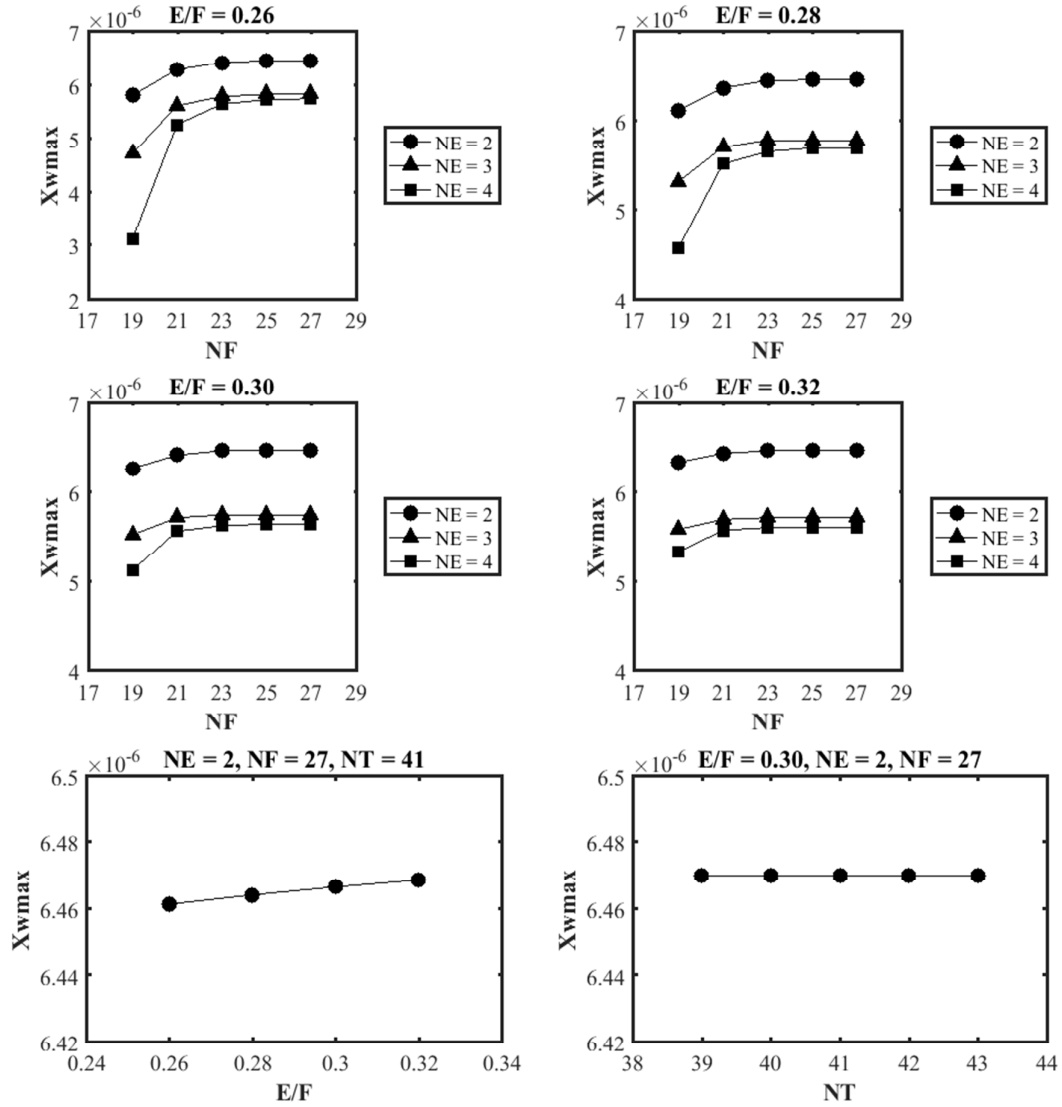 E/F = 0.26
×10-6
7
6
5
4
3
2
Xwmax
17 19 21 23 25 27 29
NF
NE = 2
NE = 3
NE = 4
E/F = 0.28
×10-6
7
6
5
4
Xwmax
17 19 21 23 25 27 29
NF
NE = 2
NE = 3
NE = 4
E/F = 0.30
×10-6
7
6
5
4
Xwmax
17 19 21 23 25 27 29
NF
NE = 2
NE = 3
NE = 4
E/F = 0.32
×10-6
7
6
5
4
Xwmax
17 19 21 23 25 27 29
NF
NE = 2
NE = 3
NE = 4
NE = 2, NF = 27, NT = 41
×10-6
6.5
6.48
6.46
6.44
6.42
Xwmax
0.24 0.26 0.28 0.3 0.32 0.34
E/F
E/F = 0.30, NE = 2, NF = 27
×10-6
6.5
6.48
6.46
6.44
6.42
Xwmax
38 39 40 41 42 43 44
NT